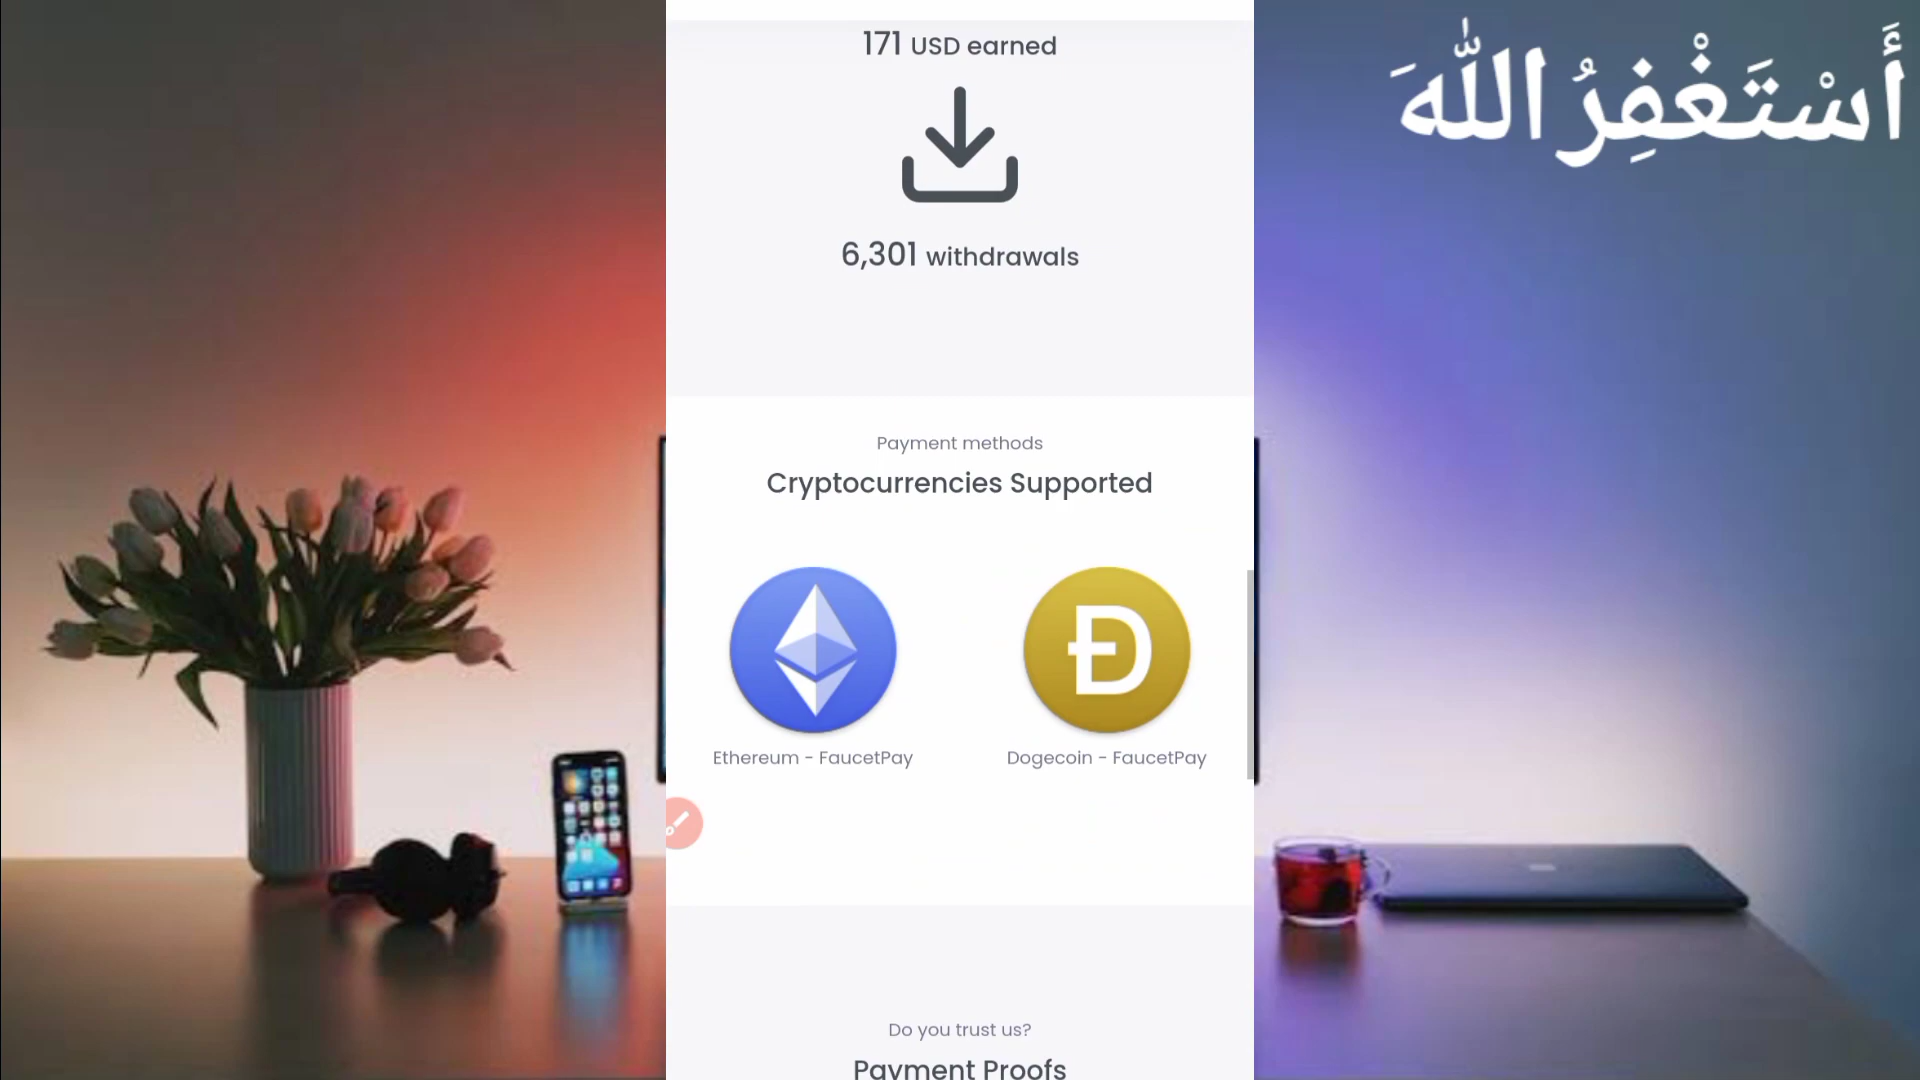 171 USD earned
أَسْتَغْفِرُ اللّٰهَ
6,301 withdrawals
Payment methods
Cryptocurrencies Supported
Ethereum - FaucetPay
Dogecoin - FaucetPay
Do you trust us?
Payment Proofs